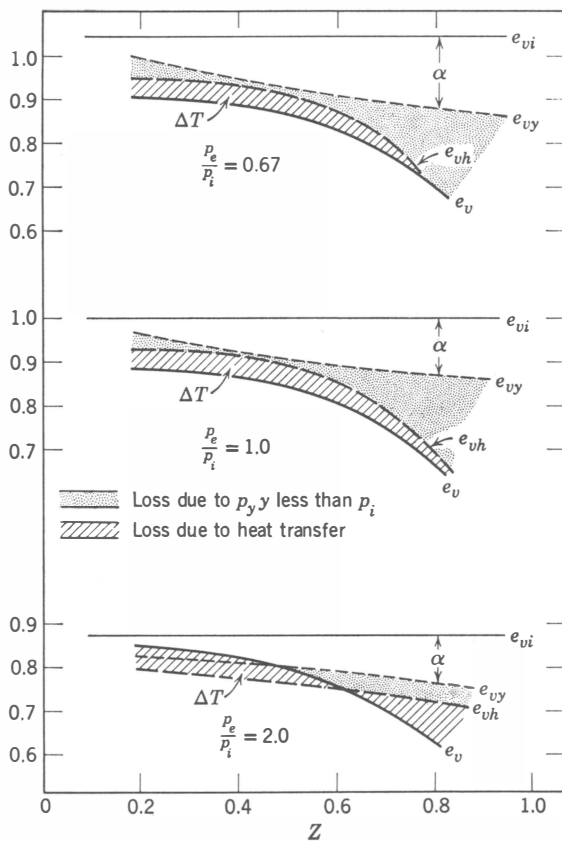 1.0
0.9
0.8
0.7
0.6
e_vi
α
e_vy
ΔT
e_vh
p_e/p_i = 0.67
e_v
1.0
0.9
0.8
0.7
e_vi
α
e_vy
ΔT
e_vh
p_e/p_i = 1.0
e_v
Loss due to p_y y less than p_i
Loss due to heat transfer
0.9
0.8
0.7
0.6
e_vi
α
e_vy
ΔT
e_vh
p_e/p_i = 2.0
e_v
0 0.2 0.4 0.6 0.8 1.0
Z